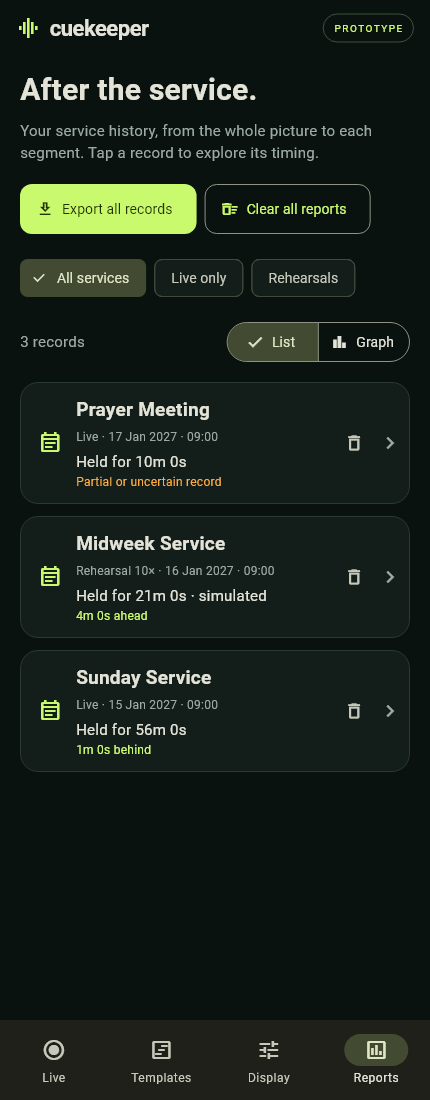 cuekeeper
PROTOTYPE
After the service.
Your service history, from the whole picture to each
segment. Tap a record to explore its timing.
Export all records
Clear all reports
All services
Live only
Rehearsals
3 records
List
Graph
Prayer Meeting
Live · 17 Jan 2027 · 09:00
Held for 10m 0s
Partial or uncertain record
Midweek Service
Rehearsal 10× · 16 Jan 2027 · 09:00
Held for 21m 0s · simulated
4m 0s ahead
Sunday Service
Live · 15 Jan 2027 · 09:00
Held for 56m 0s
1m 0s behind
Live
Templates
Display
Reports